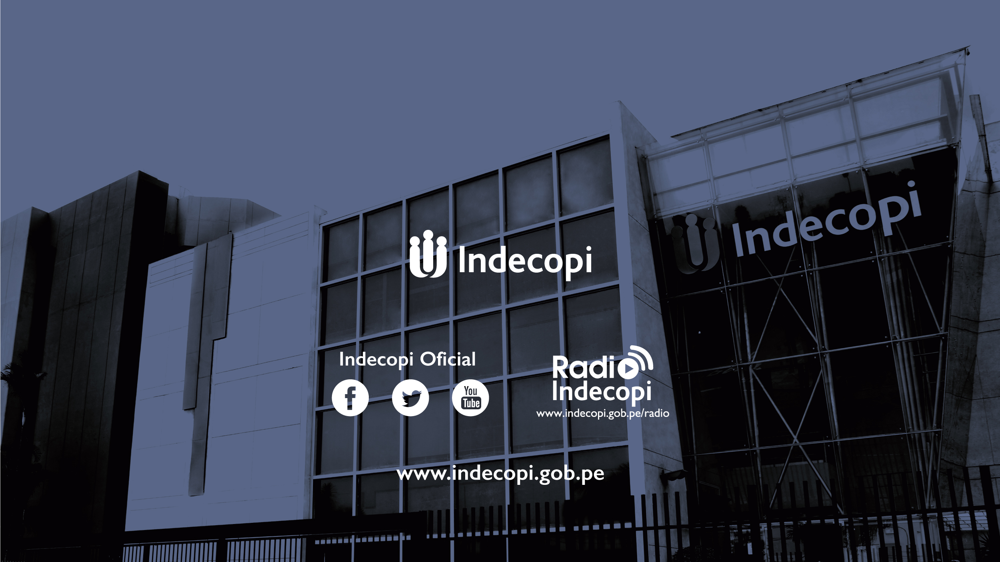 Indecopi
Indecopi
Indecopi Oficial
Radio
Indecopi
You
Tube
www.indecopi.gob.pe/radio
www.indecopi.gob.pe